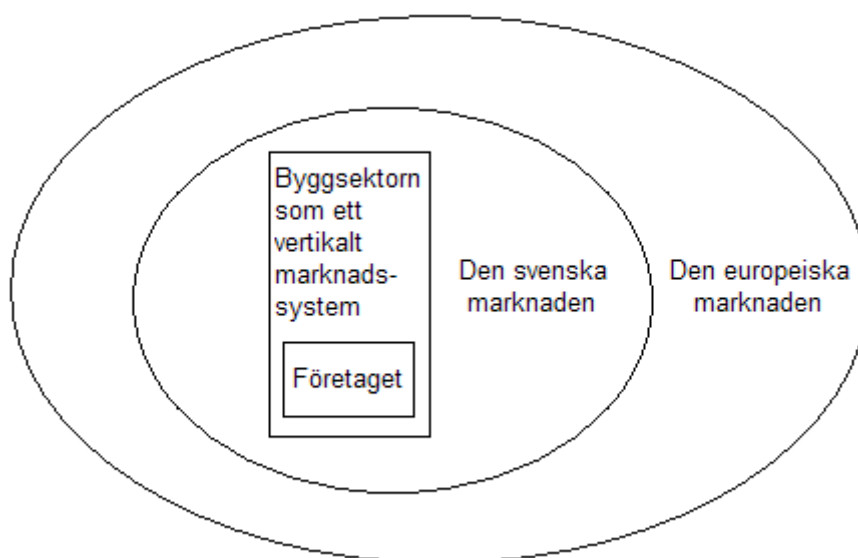 Byggsektorn
som ett
vertikalt
marknads-
system
Företaget
Den svenska
marknaden
Den europeiska
marknaden